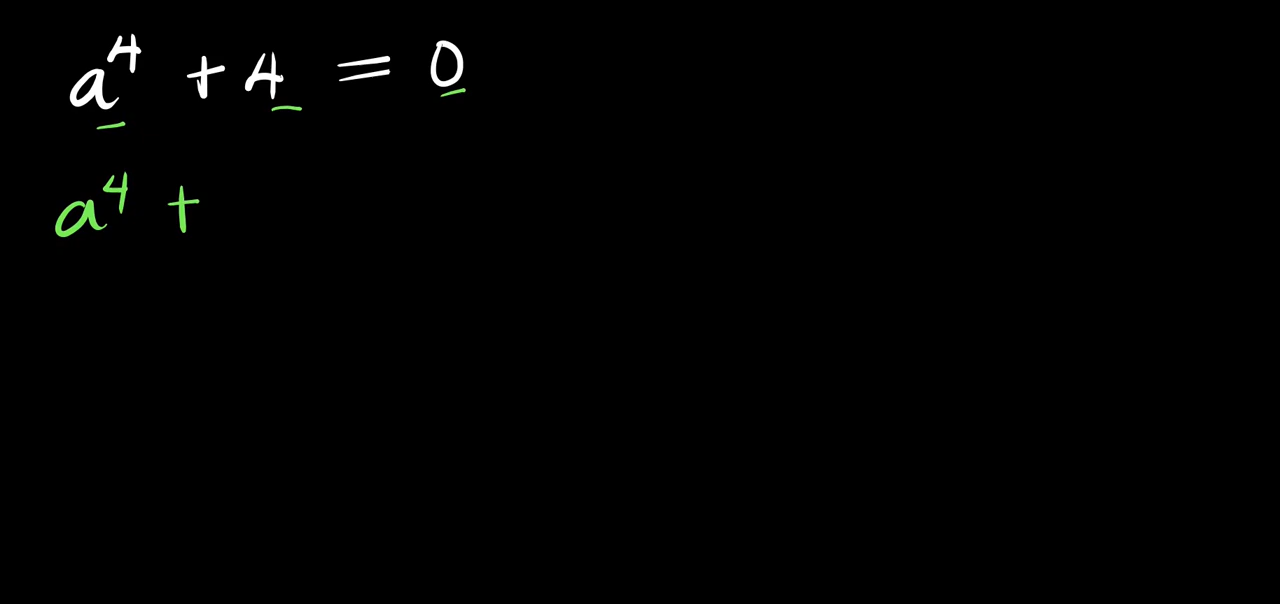 a⁴ + 4 = 0
a⁴ +